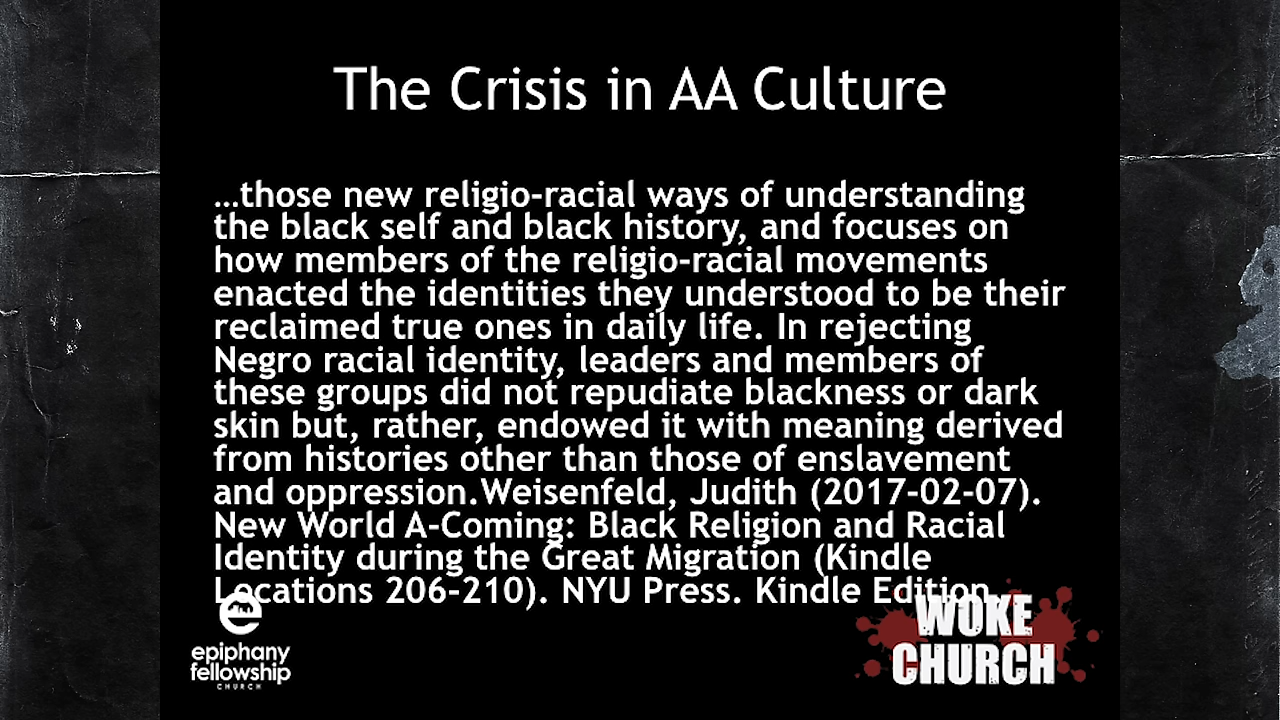 The Crisis in AA Culture
…those new religio-racial ways of understanding
the black self and black history, and focuses on
how members of the religio-racial movements
enacted the identities they understood to be their
reclaimed true ones in daily life. In rejecting
Negro racial identity, leaders and members of
these groups did not repudiate blackness or dark
skin but, rather, endowed it with meaning derived
from histories other than those of enslavement
and oppression.Weisenfeld, Judith (2017-02-07).
New World A-Coming: Black Religion and Racial
Identity during the Great Migration (Kindle
Locations 206-210). NYU Press. Kindle Edition.
e
epiphany
fellowship
CHURCH
WOKE
CHURCH